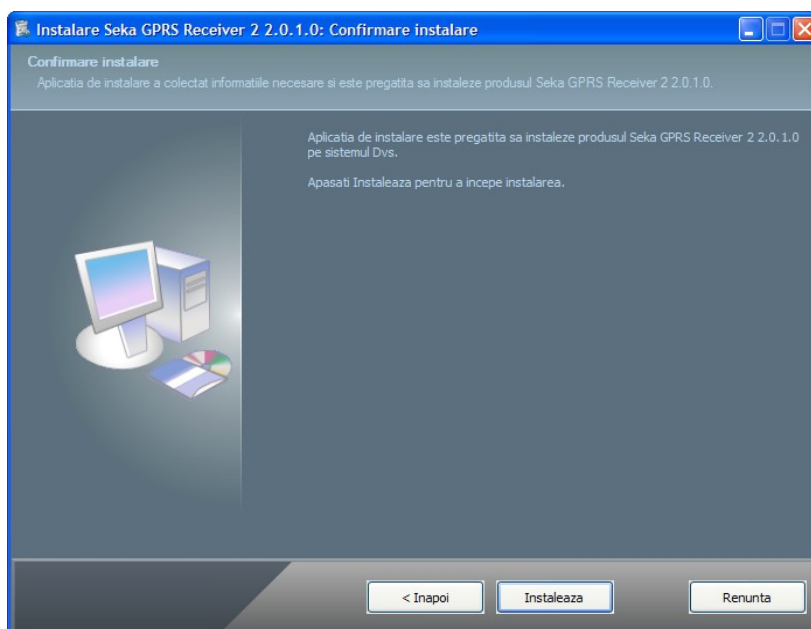 Instalare Seka GPRS Receiver 2 2.0.1.0: Confirmare instalare
Confirmare instalare
Aplicatia de instalare a colectat informatiile necesare si este pregatita sa instaleze produsul Seka GPRS Receiver 2 2.0.1.0.
Aplicatia de instalare este pregatita sa instaleze produsul Seka GPRS Receiver 2 2.0.1.0
pe sistemul Dvs.
Apasati Instaleaza pentru a incepe instalarea.
< Inapoi
Instaleaza
Renunta